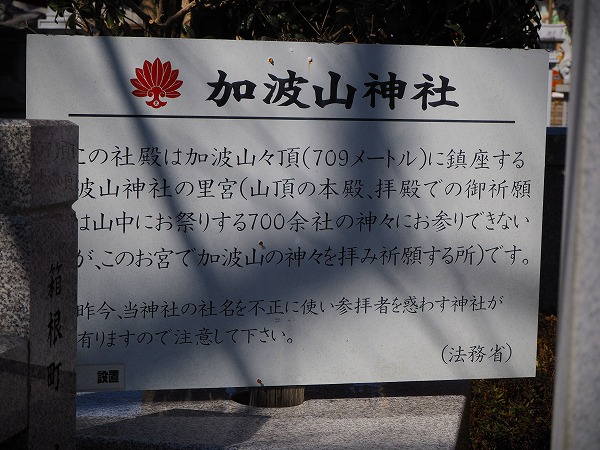 加波山神社
この社殿は加波山々頂(709メートル)に鎮座する
波山神社の里宮(山頂の本殿、拝殿での御祈願
は山中にお祭りする700余社の神々にお参りできない
が、このお宮で加波山の神々を拝み祈願する所)です。
昨今、当神社の社名を不正に使い参拝者を惑わす神社が
有りますので注意して下さい。
(法務省)
設置
箱根町